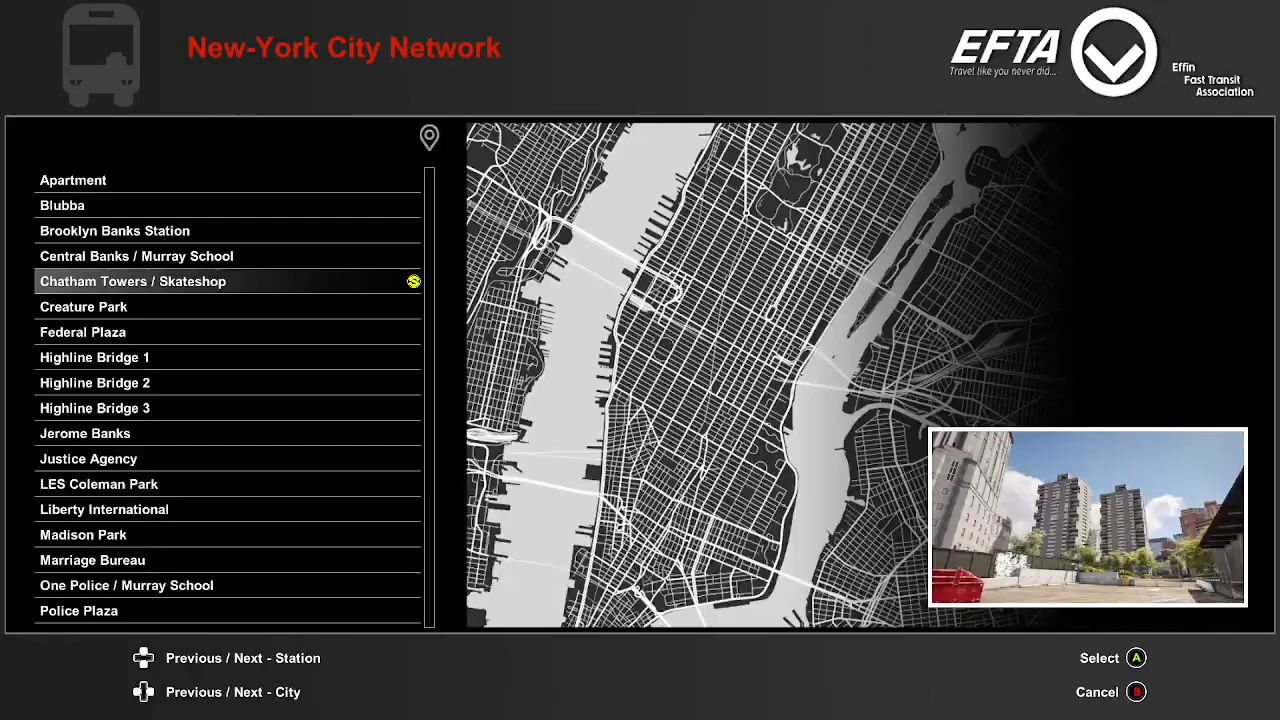 New-York City Network
EFTA
Travel like you never did...
Effin
Fast Transit
Association
Apartment
Blubba
Brooklyn Banks Station
Central Banks / Murray School
Chatham Towers / Skateshop
S
Creature Park
Federal Plaza
Highline Bridge 1
Highline Bridge 2
Highline Bridge 3
Jerome Banks
Justice Agency
LES Coleman Park
Liberty International
Madison Park
Marriage Bureau
One Police / Murray School
Police Plaza
Previous / Next - Station
Previous / Next - City
Select A
Cancel B